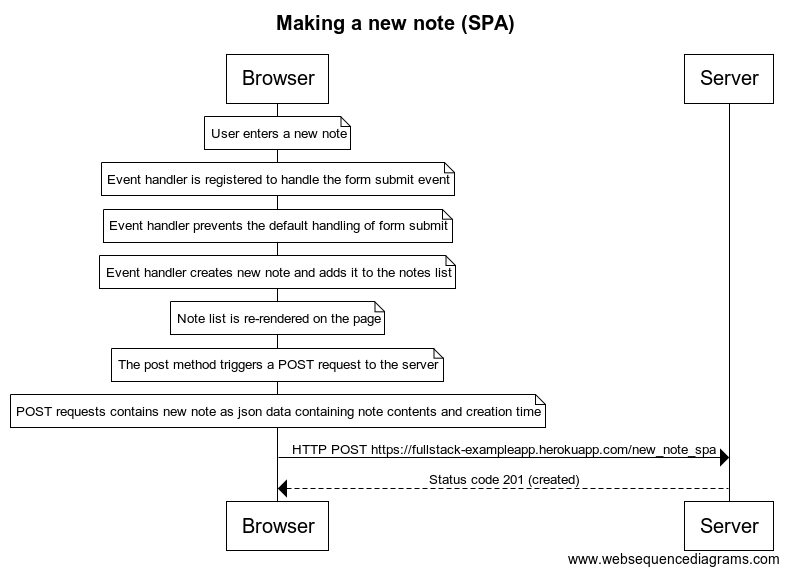 Making a new note (SPA)
Browser
Server
User enters a new note
Event handler is registered to handle the form submit event
Event handler prevents the default handling of form submit
Event handler creates new note and adds it to the notes list
Note list is re-rendered on the page
The post method triggers a POST request to the server
POST requests contains new note as json data containing note contents and creation time
HTTP POST https://fullstack-exampleapp.herokuapp.com/new_note_spa
Status code 201 (created)
Browser
Server
www.websequencediagrams.com